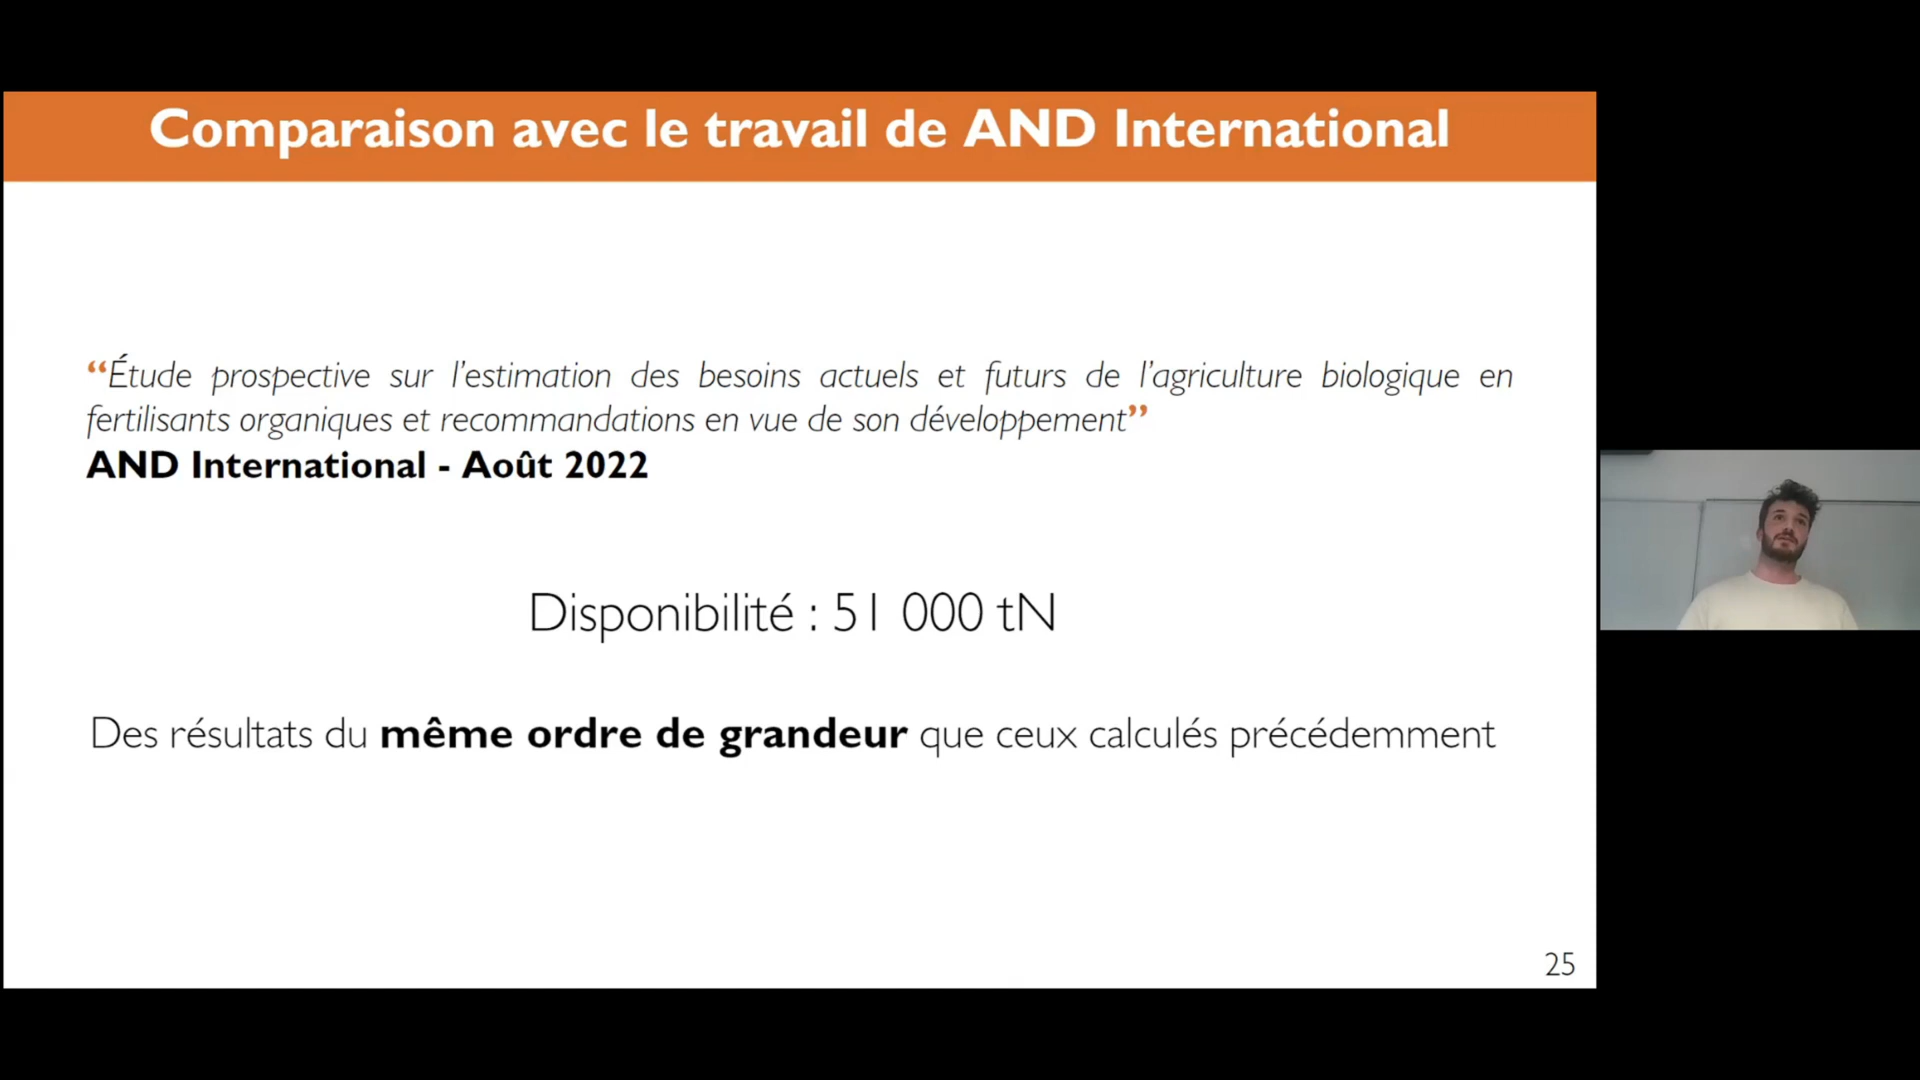 Comparaison avec le travail de AND International
“Étude prospective sur l’estimation des besoins actuels et futurs de l’agriculture biologique en
fertilisants organiques et recommandations en vue de son développement”
AND International - Août 2022
Disponibilité : 51 000 tN
Des résultats du même ordre de grandeur que ceux calculés précédemment
25